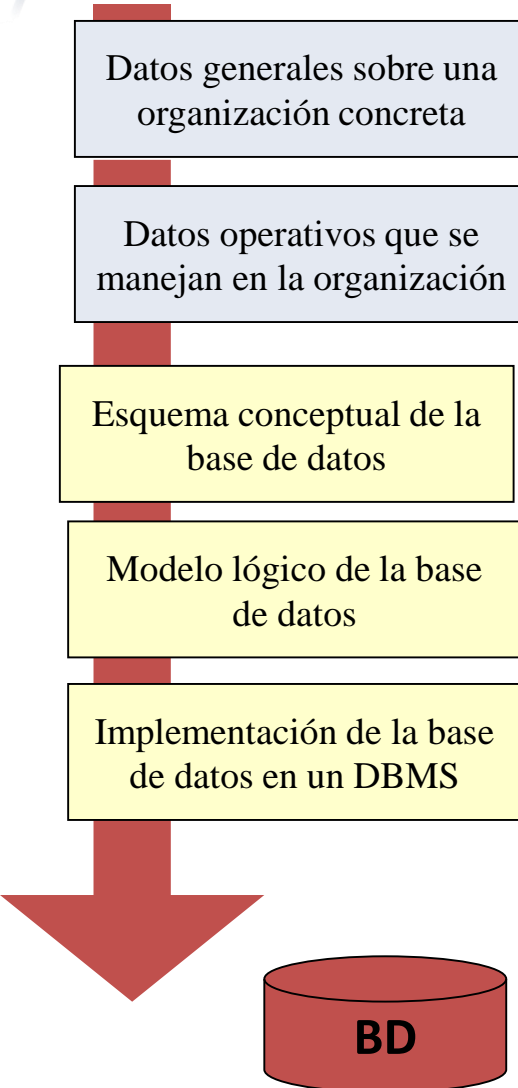 Datos generales sobre una
organización concreta
Datos operativos que se
manejan en la organización
Esquema conceptual de la
base de datos
Modelo lógico de la base
de datos
Implementación de la base
de datos en un DBMS
BD